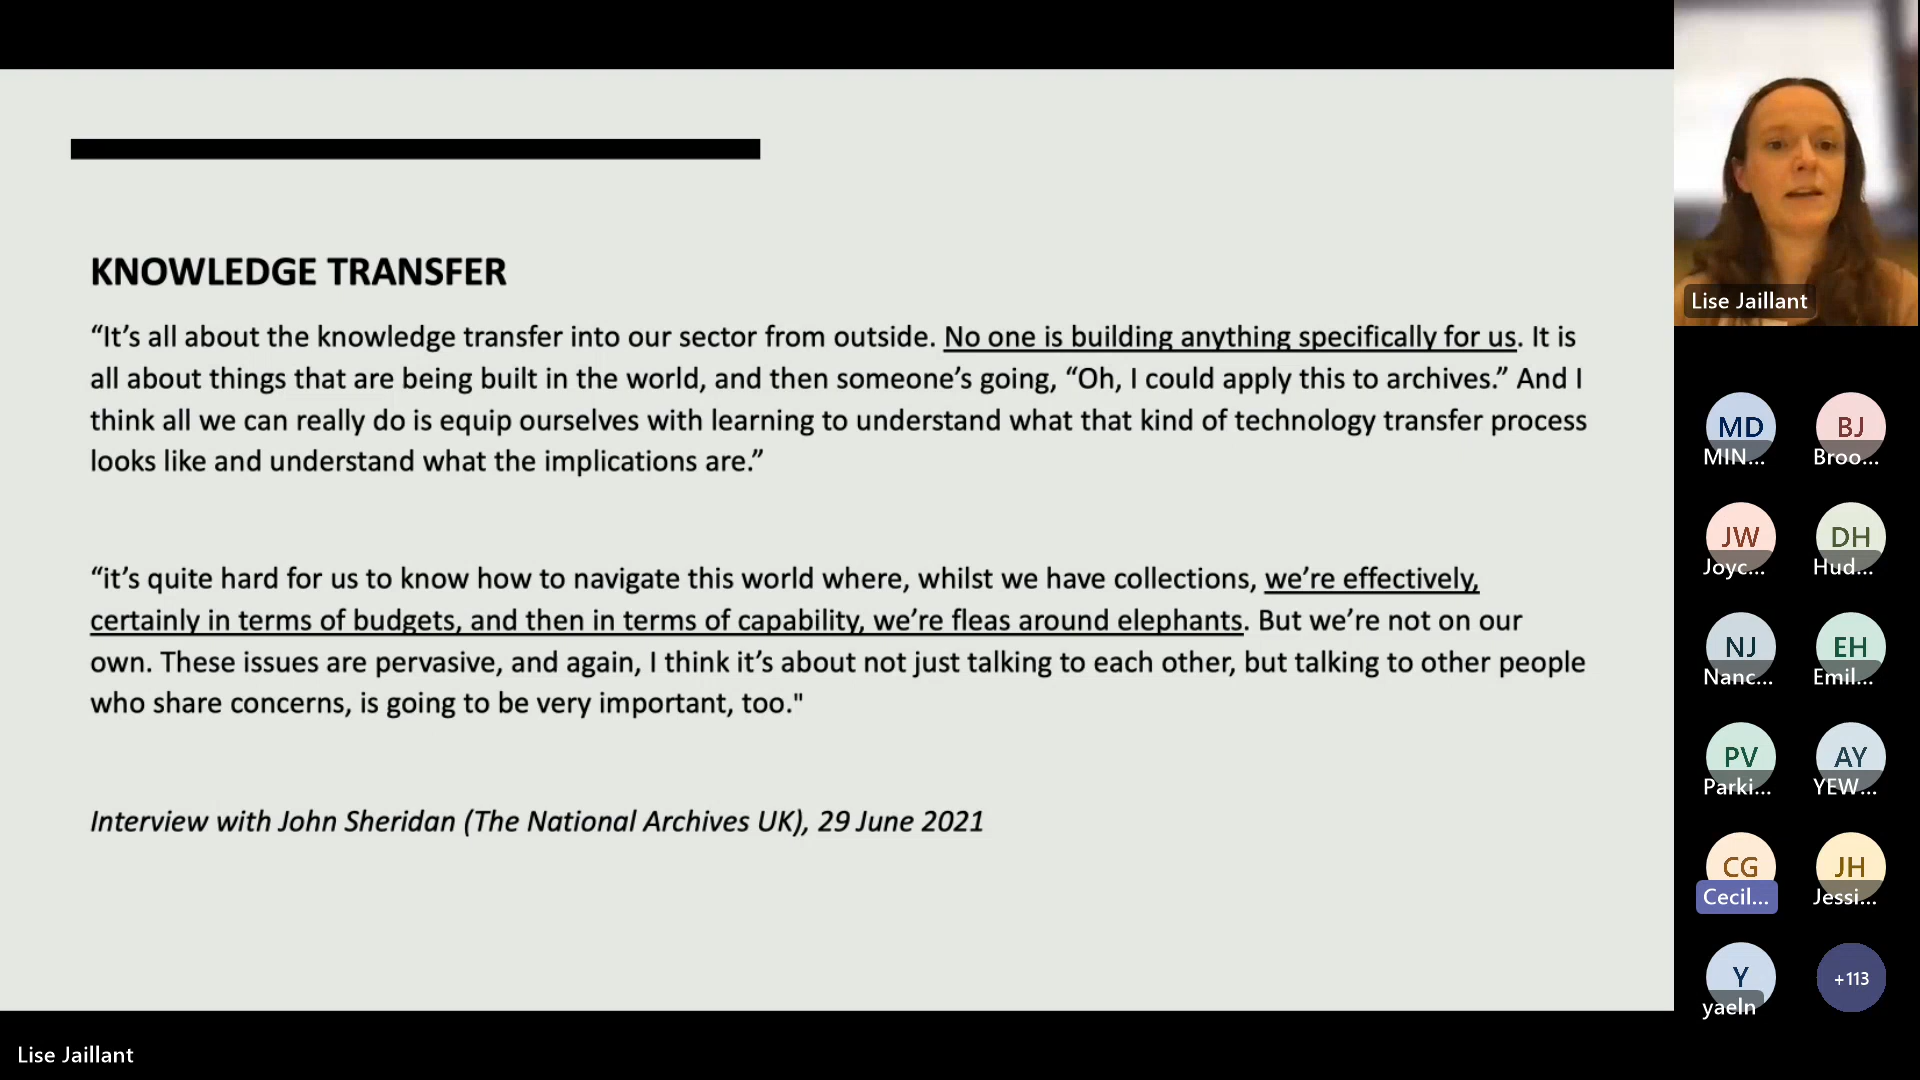 KNOWLEDGE TRANSFER
“It’s all about the knowledge transfer into our sector from outside. No one is building anything specifically for us. It is
all about things that are being built in the world, and then someone’s going, “Oh, I could apply this to archives.” And I
think all we can really do is equip ourselves with learning to understand what that kind of technology transfer process
looks like and understand what the implications are.”
“it’s quite hard for us to know how to navigate this world where, whilst we have collections, we’re effectively,
certainly in terms of budgets, and then in terms of capability, we’re fleas around elephants. But we’re not on our
own. These issues are pervasive, and again, I think it’s about not just talking to each other, but talking to other people
who share concerns, is going to be very important, too."
Interview with John Sheridan (The National Archives UK), 29 June 2021
Lise Jaillant
Lise Jaillant
MD BJ
MIN... Broo...
JW DH
Joyc... Hud...
NJ EH
Nanc... Emil...
PV AY
Parki... YEW...
CG JH
Cecil... Jessi...
Y +113
yaeln